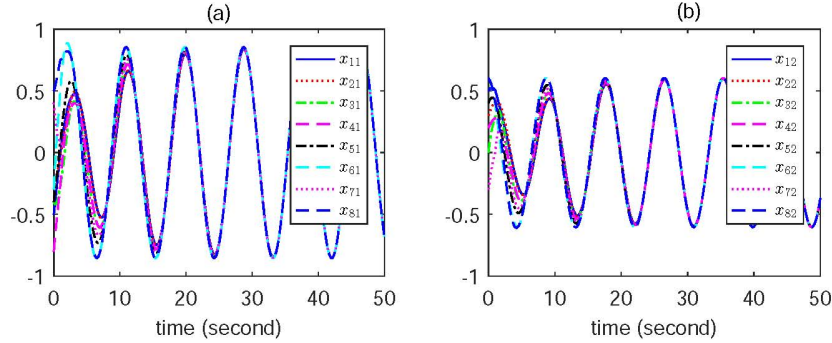 (a)
1
0.5
0
-0.5
-1
0
10
20
30
40
50
time (second)
x₁₁
x₂₁
x₃₁
x₄₁
x₅₁
x₆₁
x₇₁
x₈₁
(b)
1
0.5
0
-0.5
-1
0
10
20
30
40
50
time (second)
x₁₂
x₂₂
x₃₂
x₄₂
x₅₂
x₆₂
x₇₂
x₈₂